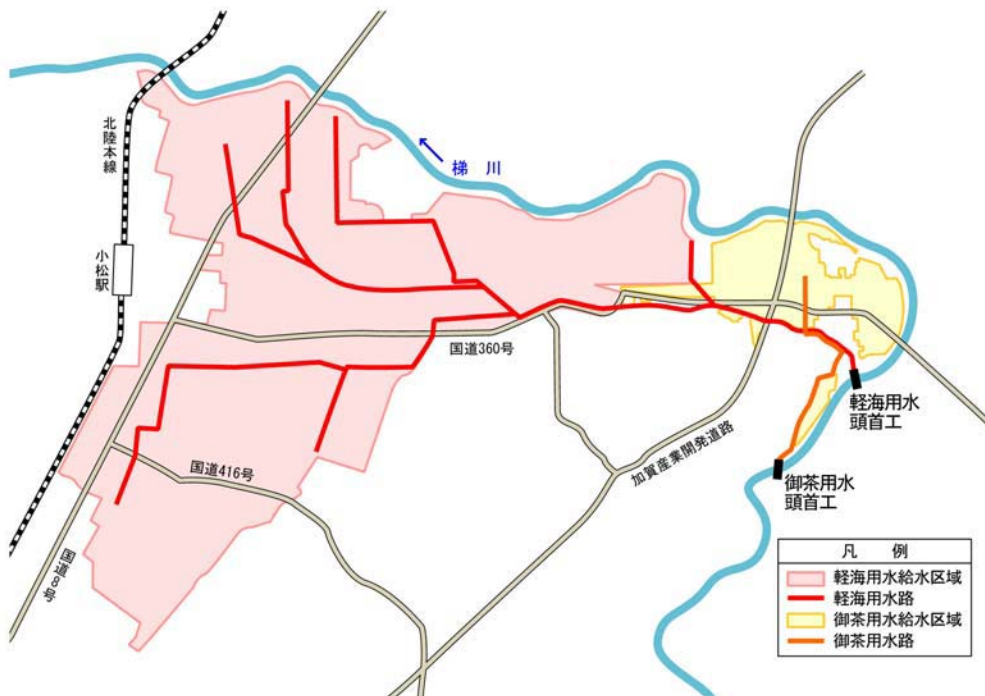 北陸本線
梯 川
小松駅
国道360号
軽海用水
頭首工
加賀産業開発道路
国道416号
御茶用水
頭首工
国道8号
凡 例
軽海用水給水区域
軽海用水路
御茶用水給水区域
御茶用水路